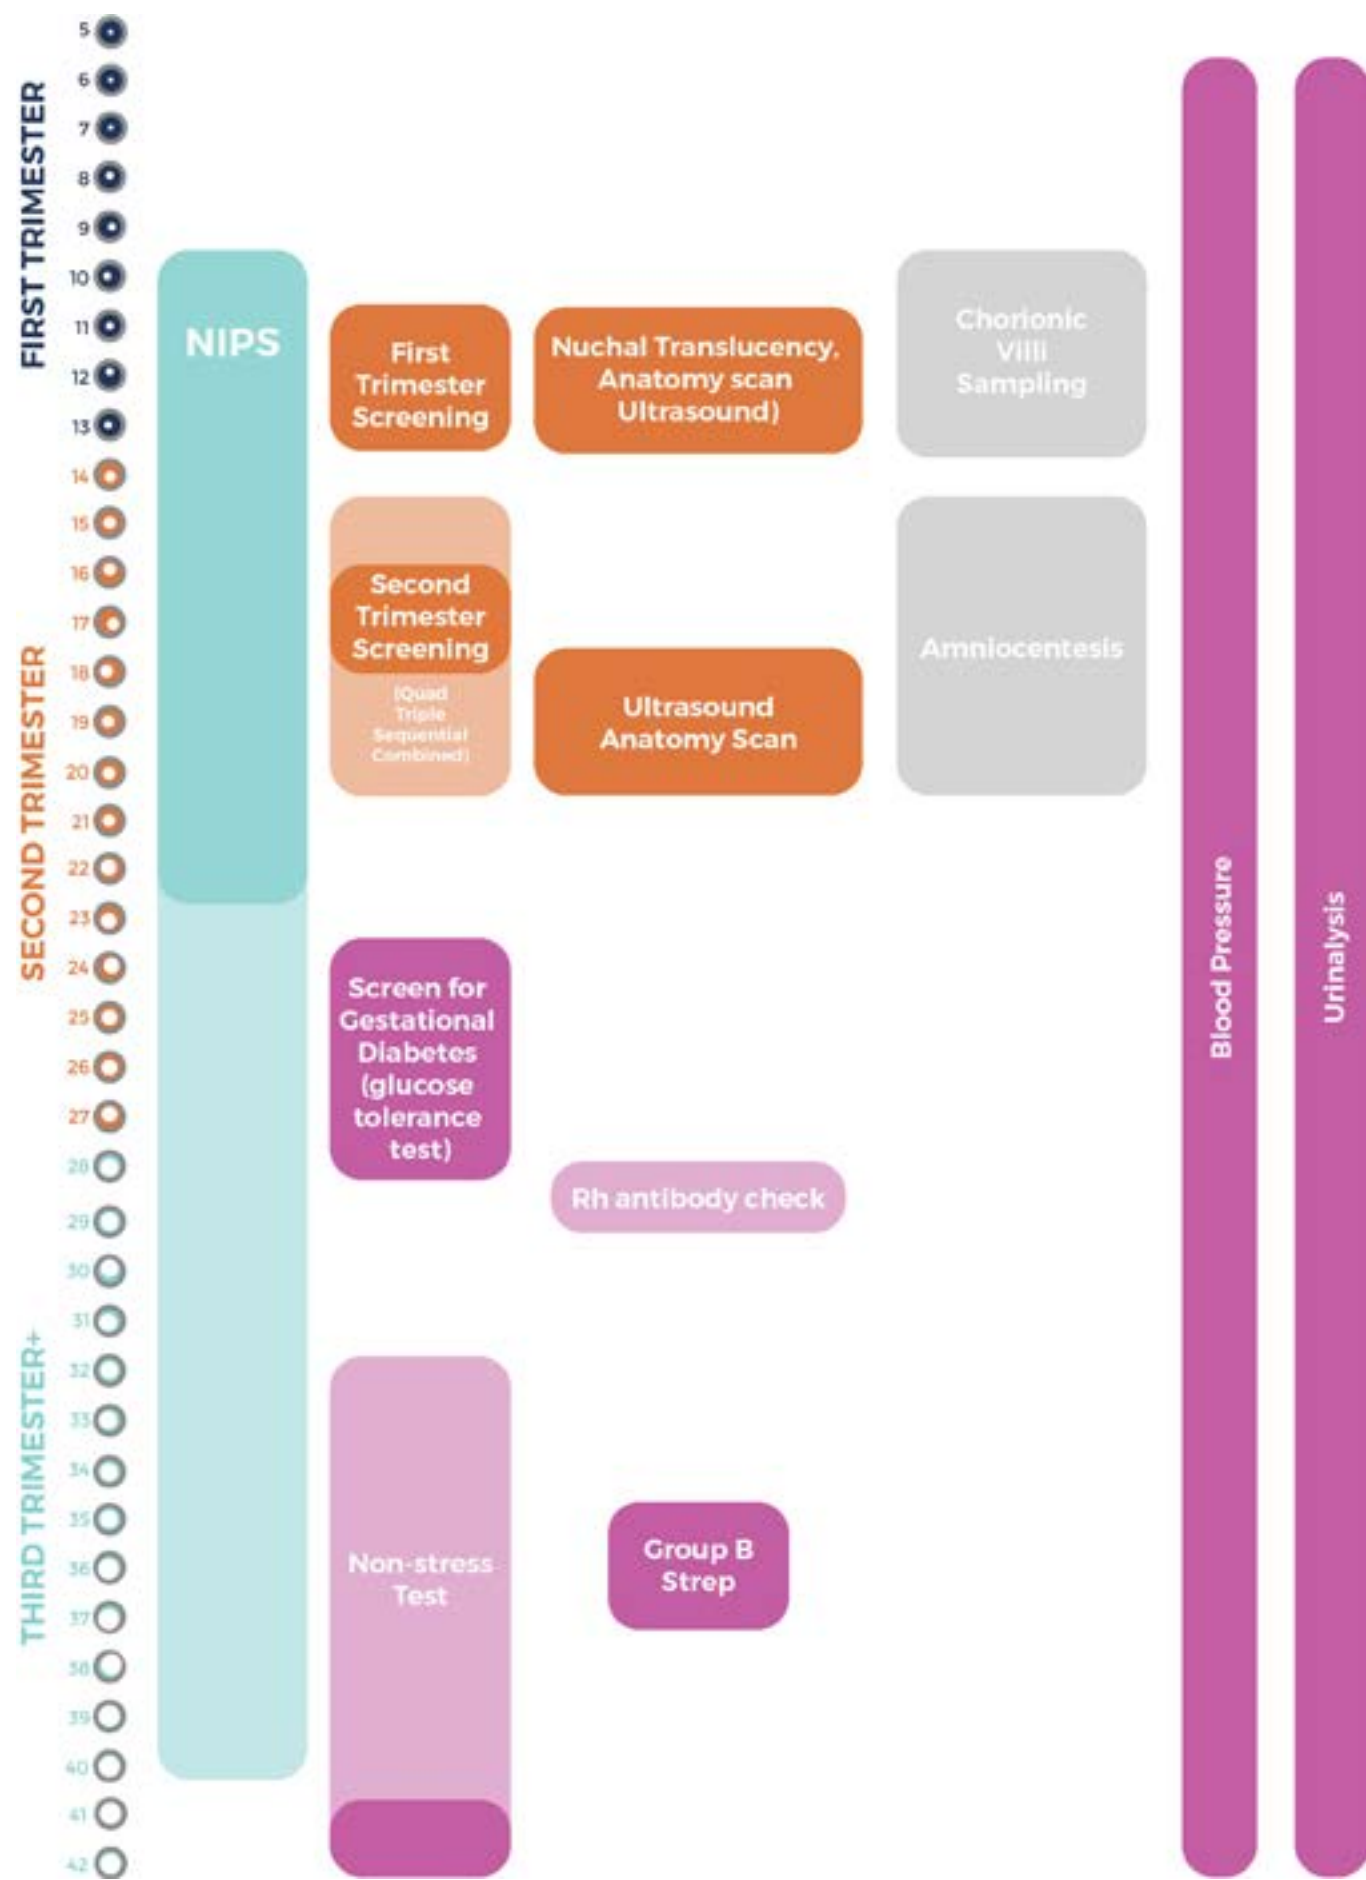 FIRST TRIMESTER
SECOND TRIMESTER
THIRD TRIMESTER+
5
6
7
8
9
10
11
12
13
14
15
16
17
18
19
20
21
22
23
24
25
26
27
28
29
30
31
32
33
34
35
36
37
38
39
40
41
42
NIPS
First
Trimester
Screening
Nuchal Translucency.
Anatomy scan
Ultrasound)
Chorionic
Villi
Sampling
Second
Trimester
Screening
(Quad
Triple
Sequential
Combined)
Ultrasound
Anatomy Scan
Amniocentesis
Screen for
Gestational
Diabetes
(glucose
tolerance
test)
Rh antibody check
Non-stress
Test
Group B
Strep
Blood Pressure
Urinalysis